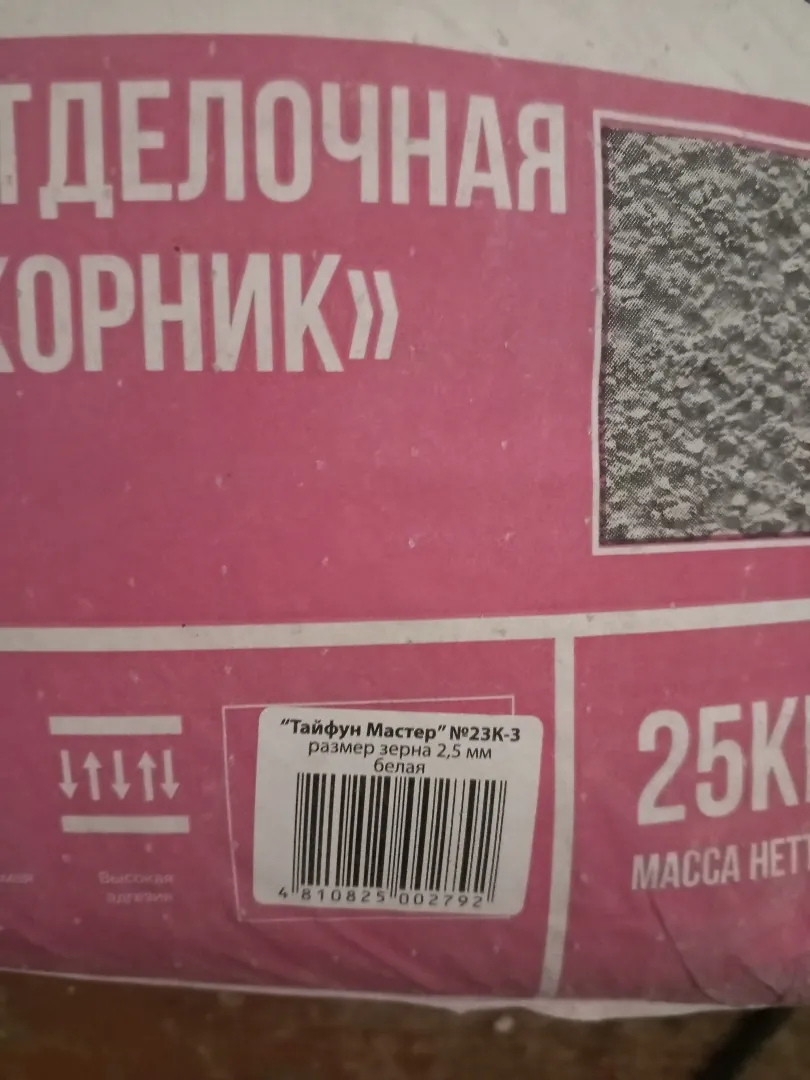 ТДЕЛОЧНАЯ
КОРНИК»
"Тайфун Мастер" №23К-3
размер зерна 2,5 мм
белая
4 810825 002792
Высокая
адгезия
25К
МАССА НЕТТ